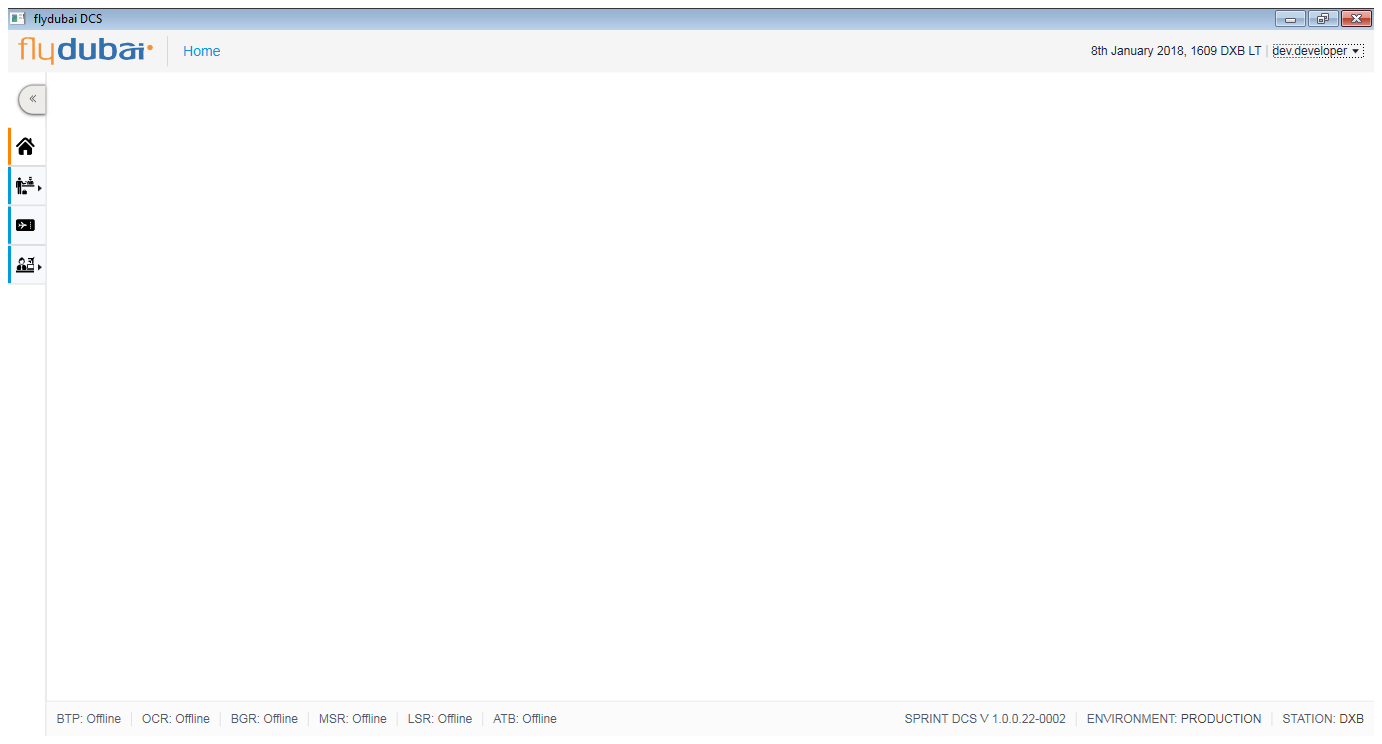 flydubai DCS
flydubai Home 8th January 2018, 1609 DXB LT dev.developer
BTP: Offline OCR: Offline BGR: Offline MSR: Offline LSR: Offline ATB: Offline SPRINT DCS V 1.0.0.22-0002 ENVIRONMENT: PRODUCTION STATION: DXB